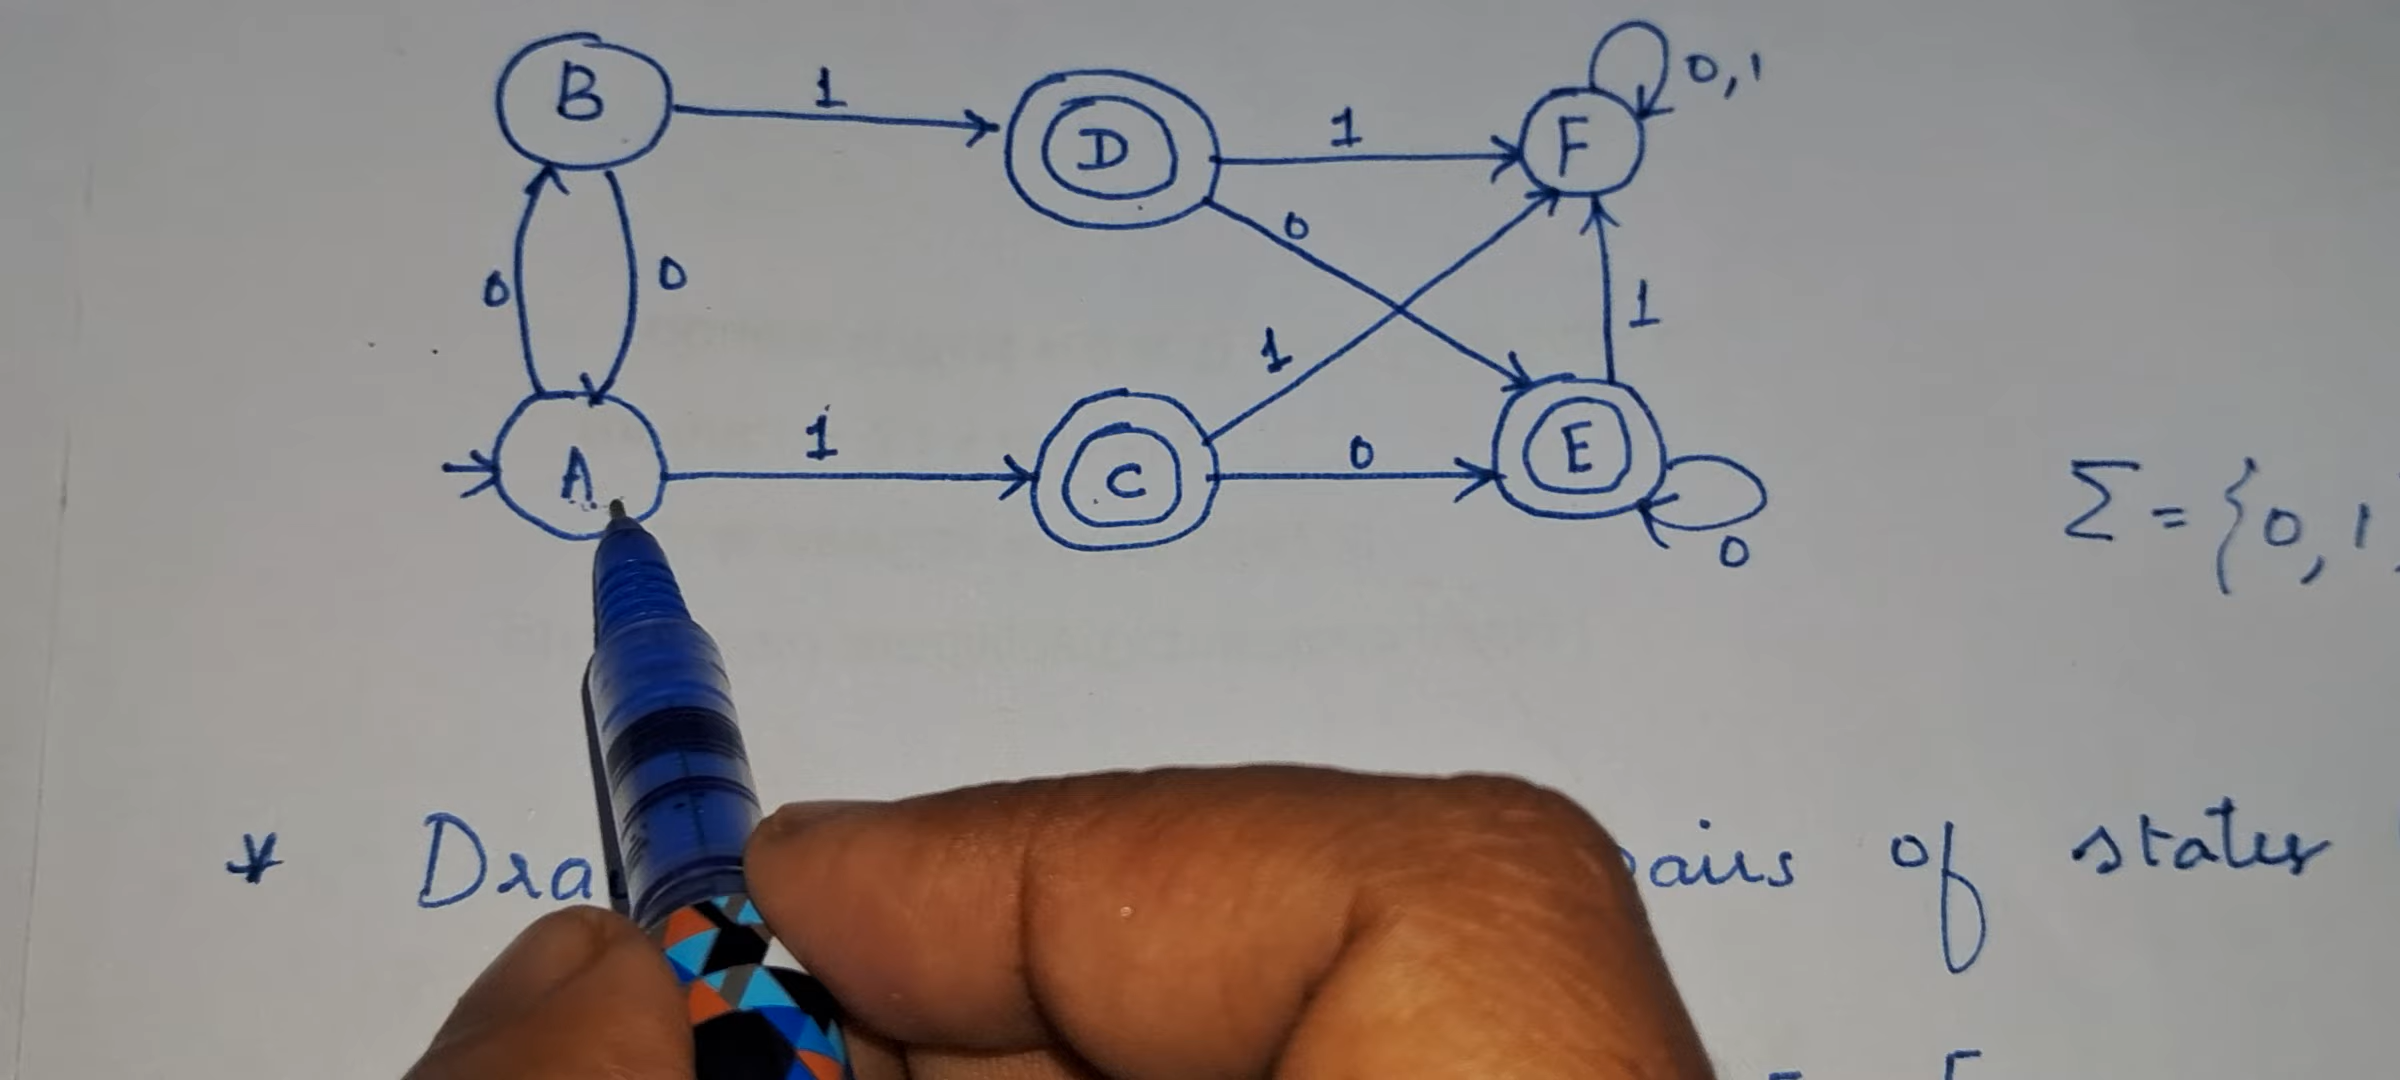 B 1 D 1 F 0,1
0 0 0 1 1
A 1 C 0 E 0
Σ = {0,1
* Dra airs of states